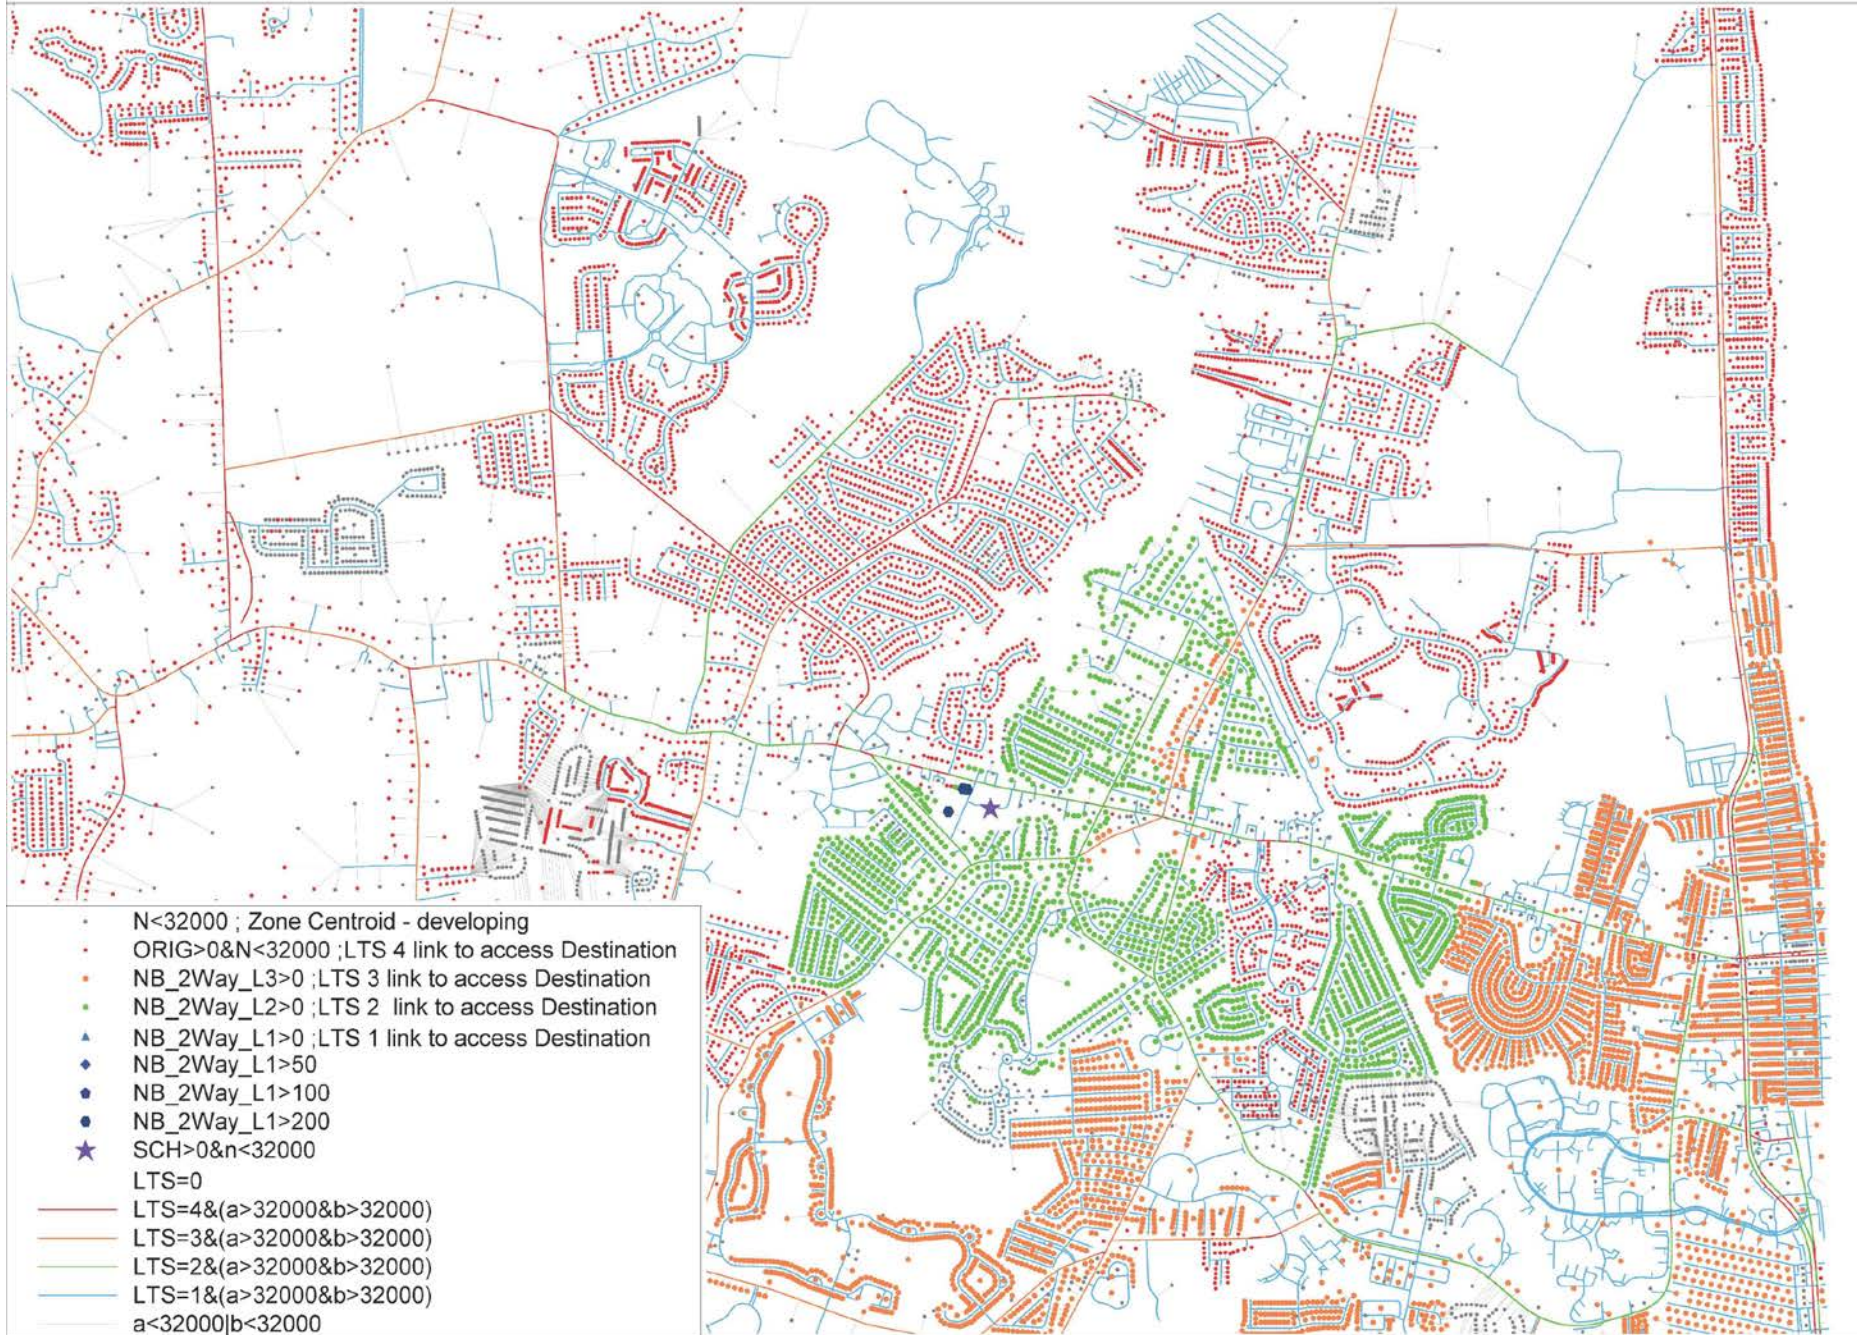 N<32000 ; Zone Centroid - developing
ORIG>0&N<32000 ;LTS 4 link to access Destination
NB_2Way_L3>0 ;LTS 3 link to access Destination
NB_2Way_L2>0 ;LTS 2 link to access Destination
NB_2Way_L1>0 ;LTS 1 link to access Destination
NB_2Way_L1>50
NB_2Way_L1>100
NB_2Way_L1>200
SCH>0&n<32000
LTS=0
LTS=4&(a>32000&b>32000)
LTS=3&(a>32000&b>32000)
LTS=2&(a>32000&b>32000)
LTS=1&(a>32000&b>32000)
a<32000|b<32000